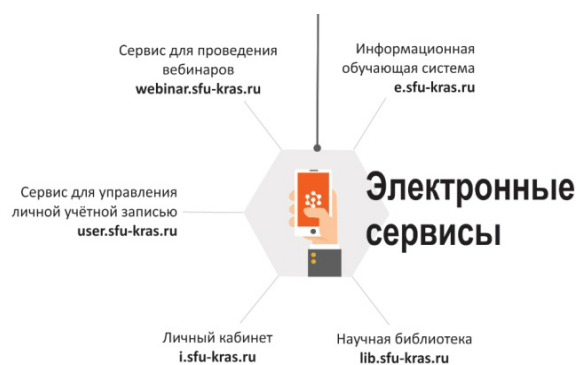 Сервис для проведения
вебинаров
webinar.sfu-kras.ru
Информационная
обучающая система
e.sfu-kras.ru
Электронные
сервисы
Сервис для управления
личной учётной записью
user.sfu-kras.ru
Личный кабинет
i.sfu-kras.ru
Научная библиотека
lib.sfu-kras.ru